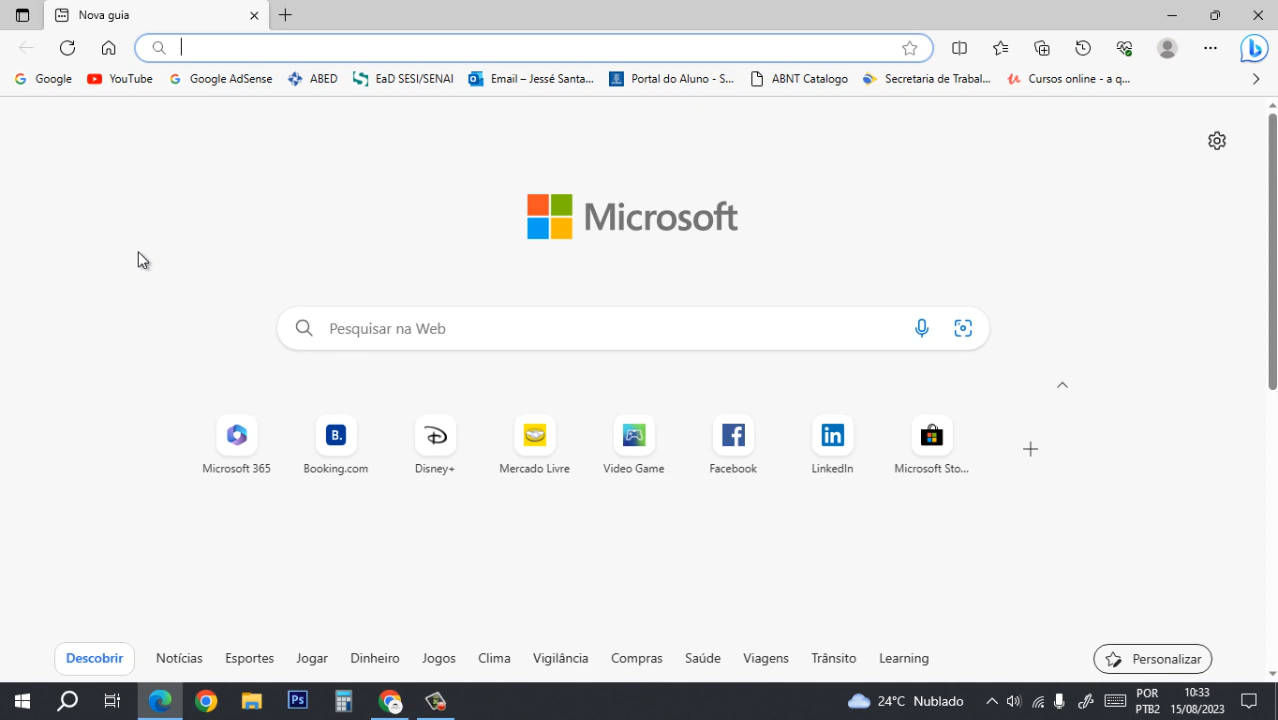 Nova guia
Google YouTube Google AdSense ABED EaD SESI/SENAI Email – Jessé Santa... Portal do Aluno - S... ABNT Catalogo Secretaria de Trabal... Cursos online - a q...
Microsoft
Pesquisar na Web
B.
Microsoft 365 Booking.com Disney+ Mercado Livre Video Game Facebook LinkedIn Microsoft Sto...
Descobrir Notícias Esportes Jogar Dinheiro Jogos Clima Vigilância Compras Saúde Viagens Trânsito Learning Personalizar
Ps 24°C Nublado POR 10:33
PTB2 15/08/2023